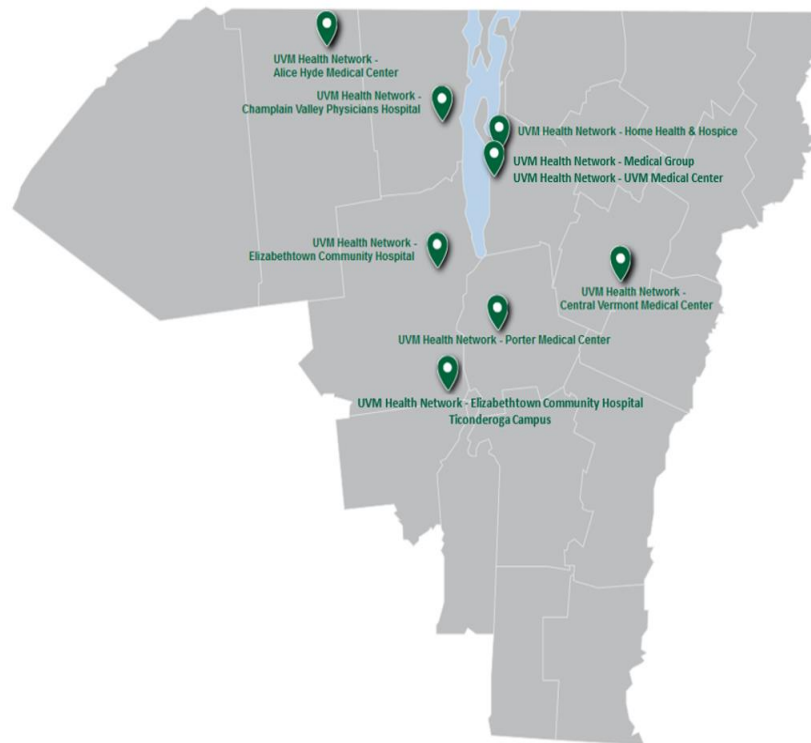 UVM Health Network -
Alice Hyde Medical Center
UVM Health Network -
Champlain Valley Physicians Hospital
UVM Health Network - Home Health & Hospice
UVM Health Network - Medical Group
UVM Health Network - UVM Medical Center
UVM Health Network -
Elizabethtown Community Hospital
UVM Health Network -
Central Vermont Medical Center
UVM Health Network - Porter Medical Center
UVM Health Network - Elizabethtown Community Hospital
Ticonderoga Campus